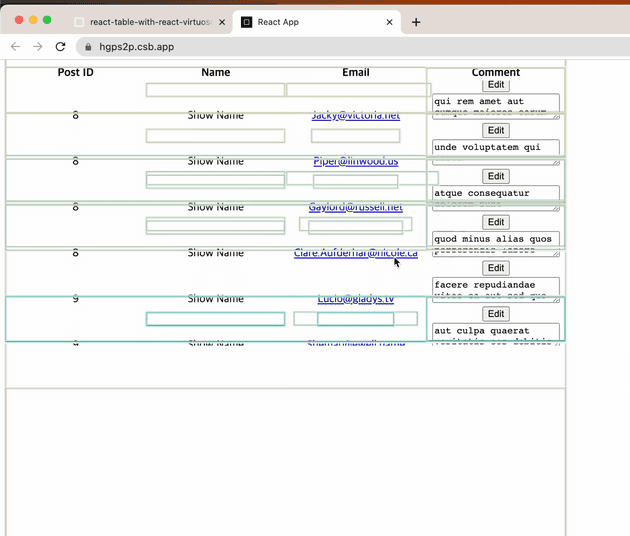 react-table-with-react-virtuos
React App
hgps2p.csb.app
Post ID Name Email Comment
Edit
qui rem amet aut
8 Show Name Jacky@victoria.net
Edit
unde voluptatem qui
8 Show Name Piper@linwood.us
Edit
atque consequatur
8 Show Name Gaylord@russell.net
Edit
quod minus alias quos
8 Show Name Clare.Aufderhar@nicole.ca
Edit
facere repudiandae
9 Show Name Lucio@gladys.tv
Edit
aut culpa quaerat
9 Show Name